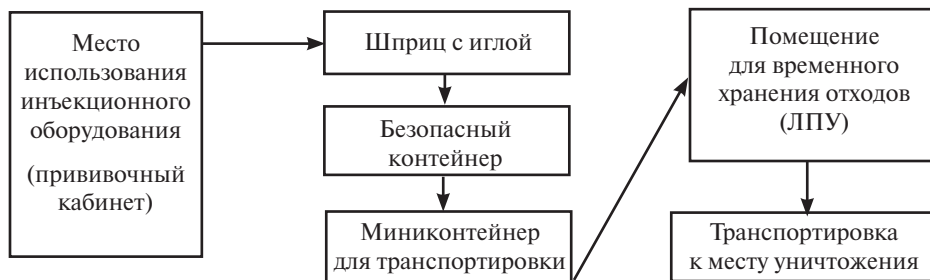 Место
использования
инъекционного
оборудования
(прививочный
кабинет)
Шприц с иглой
Безопасный
контейнер
Миниконтейнер
для транспортировки
Помещение
для временного
хранения отходов
(ЛПУ)
Транспортировка
к месту уничтожения